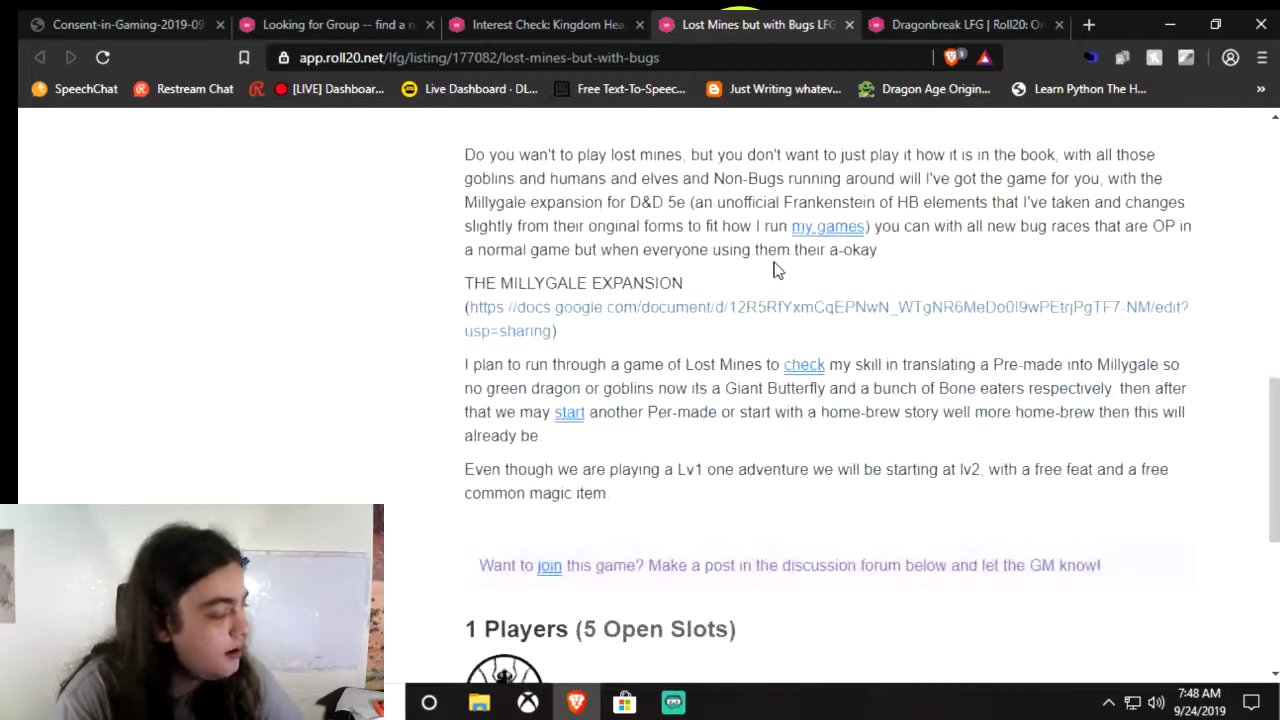 Consent-in-Gaming-2019-09
Looking for Group -- find a n
Interest Check: Kingdom Hea
Lost Mines but with Bugs LFG
Dragonbreak LFG | Roll20: On
app.roll20.net/lfg/listing/177082/lost-mines-but-with-bugs
SpeechChat
Restream Chat
[LIVE] Dashboar...
Live Dashboard - DL...
Free Text-To-Speec...
Just Writing whatev...
Dragon Age Origin...
Learn Python The H...
Do you wan't to play lost mines, but you don't want to just play it how it is in the book, with all those
goblins and humans and elves and Non-Bugs running around will I've got the game for you, with the
Millygale expansion for D&D 5e (an unofficial Frankenstein of HB elements that I've taken and changes
slightly from their original forms to fit how I run my games) you can with all new bug races that are OP in
a normal game but when everyone using them their a-okay.
THE MILLYGALE EXPANSION
usp=sharing)
I plan to run through a game of Lost Mines to check my skill in translating a Pre-made into Millygale so
no green dragon or goblins now its a Giant Butterfly and a bunch of Bone eaters respectively. then after
that we may start another Per-made or start with a home-brew story well more home-brew then this will
already be.
Even though we are playing a Lv1 one adventure we will be starting at lv2, with a free feat and a free
common magic item.
Want to join this game? Make a post in the discussion forum below and let the GM know!
1 Players (5 Open Slots)
7:48 AM
9/24/2019